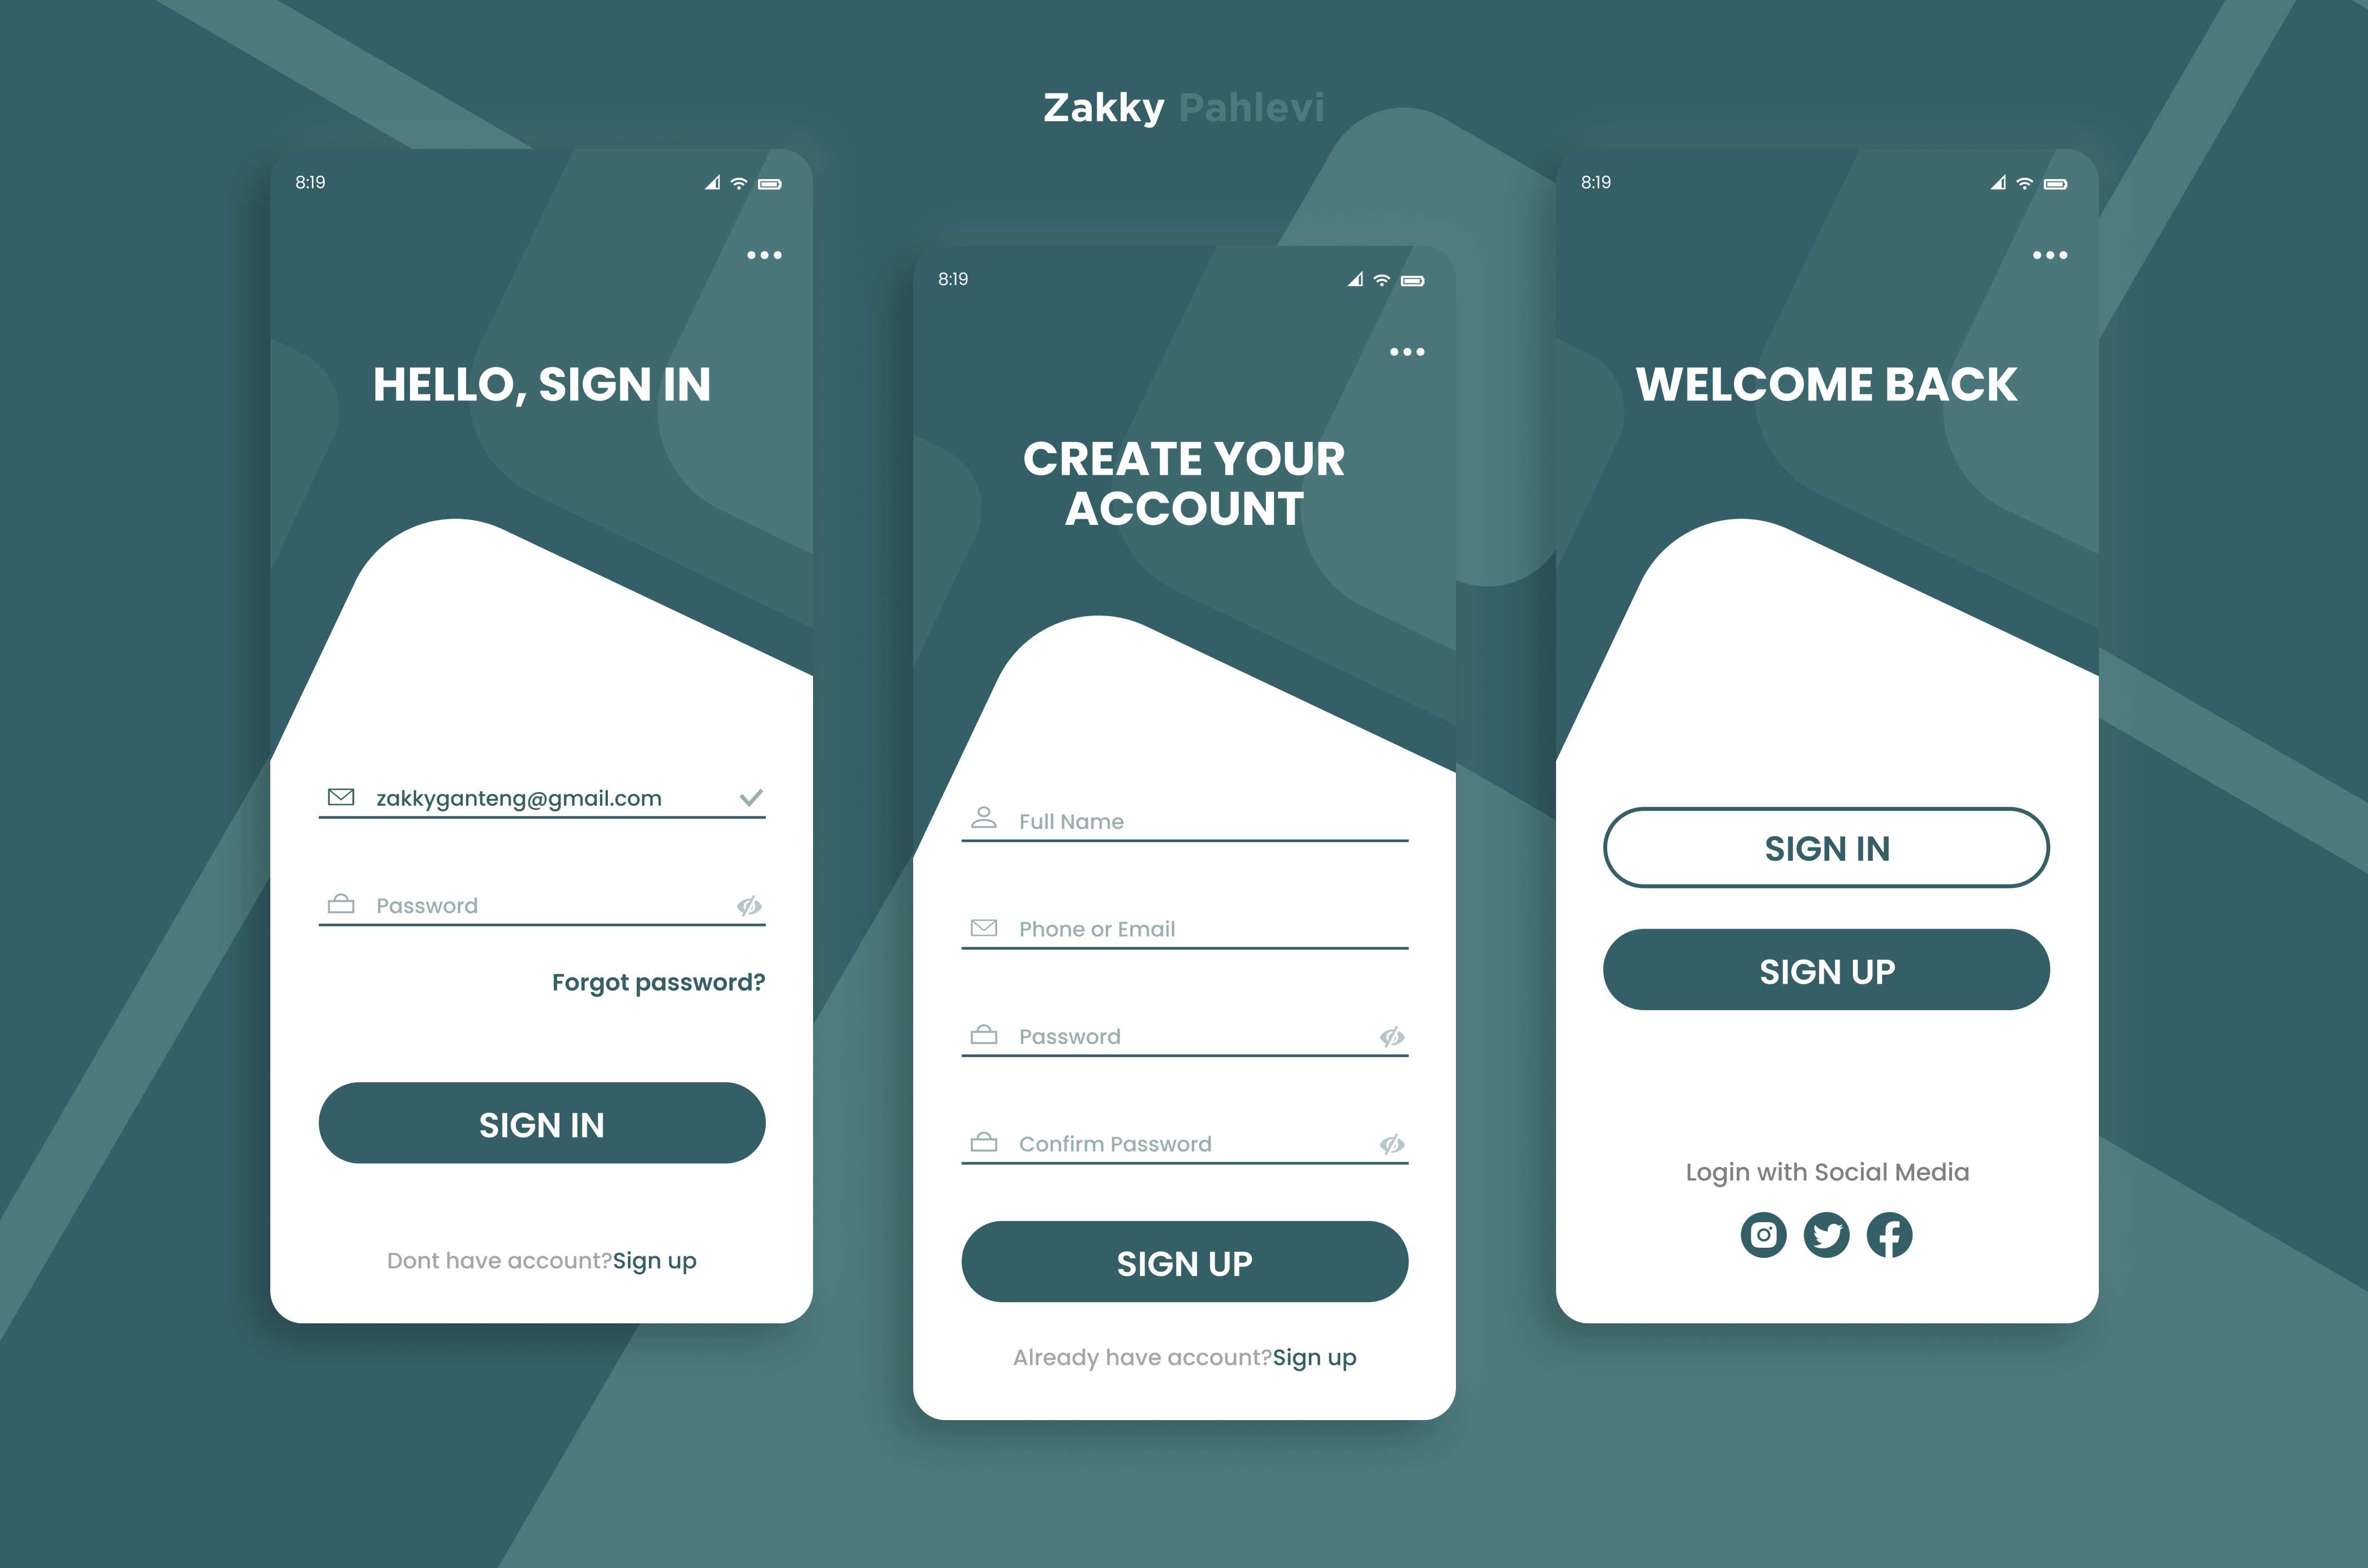 Zakky Pahlevi
8:19
HELLO, SIGN IN
zakkyganteng@gmail.com
Password
Forgot password?
SIGN IN
Dont have account?Sign up
8:19
CREATE YOUR
ACCOUNT
Full Name
Phone or Email
Password
Confirm Password
SIGN UP
Already have account?Sign up
8:19
WELCOME BACK
SIGN IN
SIGN UP
Login with Social Media